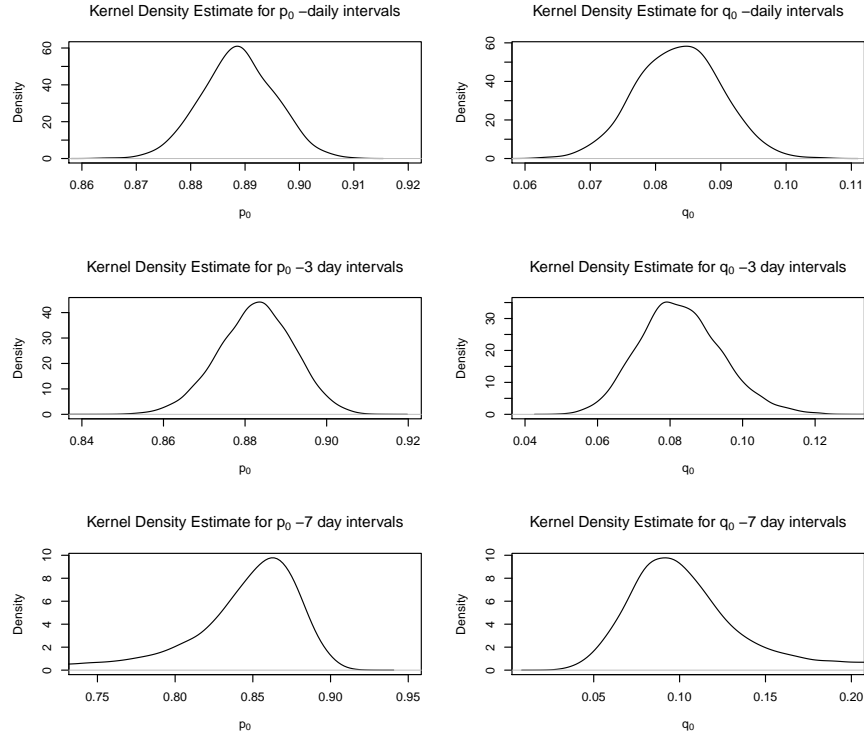 Kernel Density Estimate for p₀ −daily intervals
Density
0 20 40 60
0.86 0.87 0.88 0.89 0.90 0.91 0.92
p₀
Kernel Density Estimate for q₀ −daily intervals
Density
0 20 40 60
0.06 0.07 0.08 0.09 0.10 0.11
q₀
Kernel Density Estimate for p₀ −3 day intervals
Density
0 10 20 30 40
0.84 0.86 0.88 0.90 0.92
p₀
Kernel Density Estimate for q₀ −3 day intervals
Density
0 10 20 30
0.04 0.06 0.08 0.10 0.12
q₀
Kernel Density Estimate for p₀ −7 day intervals
Density
0 2 4 6 8 10
0.75 0.80 0.85 0.90 0.95
p₀
Kernel Density Estimate for q₀ −7 day intervals
Density
0 2 4 6 8 10
0.05 0.10 0.15 0.20
q₀